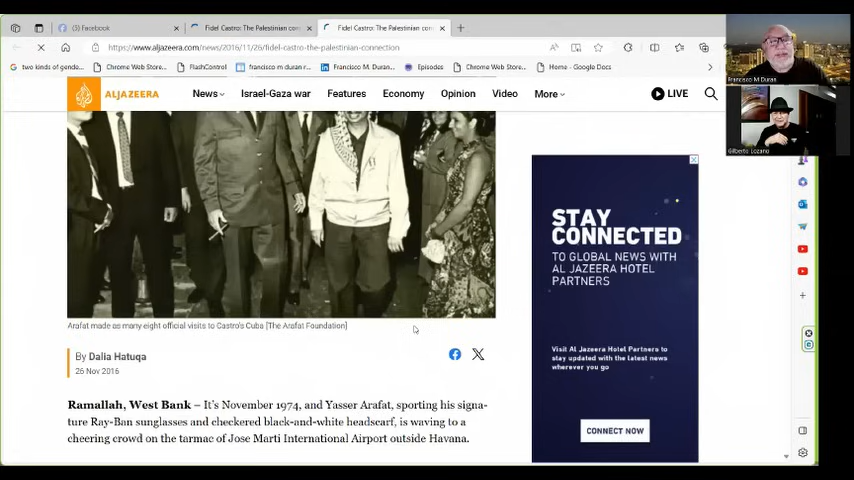 (5) Facebook
Fidel Castro: The Palestinian con
Fidel Castro: The Palestinian con
https://www.aljazeera.com/news/2016/11/26/fidel-castro-the-palestinian-connection
two kinds of gende...
Chrome Web Store...
FlashControl
francisco m duran r...
Francisco M. Duran...
Episodes
Chrome Web Store...
Home - Google Docs
ALJAZEERA
News
Israel-Gaza war
Features
Economy
Opinion
Video
More
LIVE
Francisco M Duran
Gilberto Lozano
Arafat made as many eight official visits to Castro's Cuba [The Arafat Foundation]
By Dalia Hatuqa
26 Nov 2016
Ramallah, West Bank – It's November 1974, and Yasser Arafat, sporting his signa-
ture Ray-Ban sunglasses and checkered black-and-white headscarf, is waving to a
cheering crowd on the tarmac of Jose Marti International Airport outside Havana.
STAY
CONNECTED
TO GLOBAL NEWS WITH
AL JAZEERA HOTEL
PARTNERS
Visit Al Jazeera Hotel Partners to
stay updated with the latest news
wherever you go
CONNECT NOW